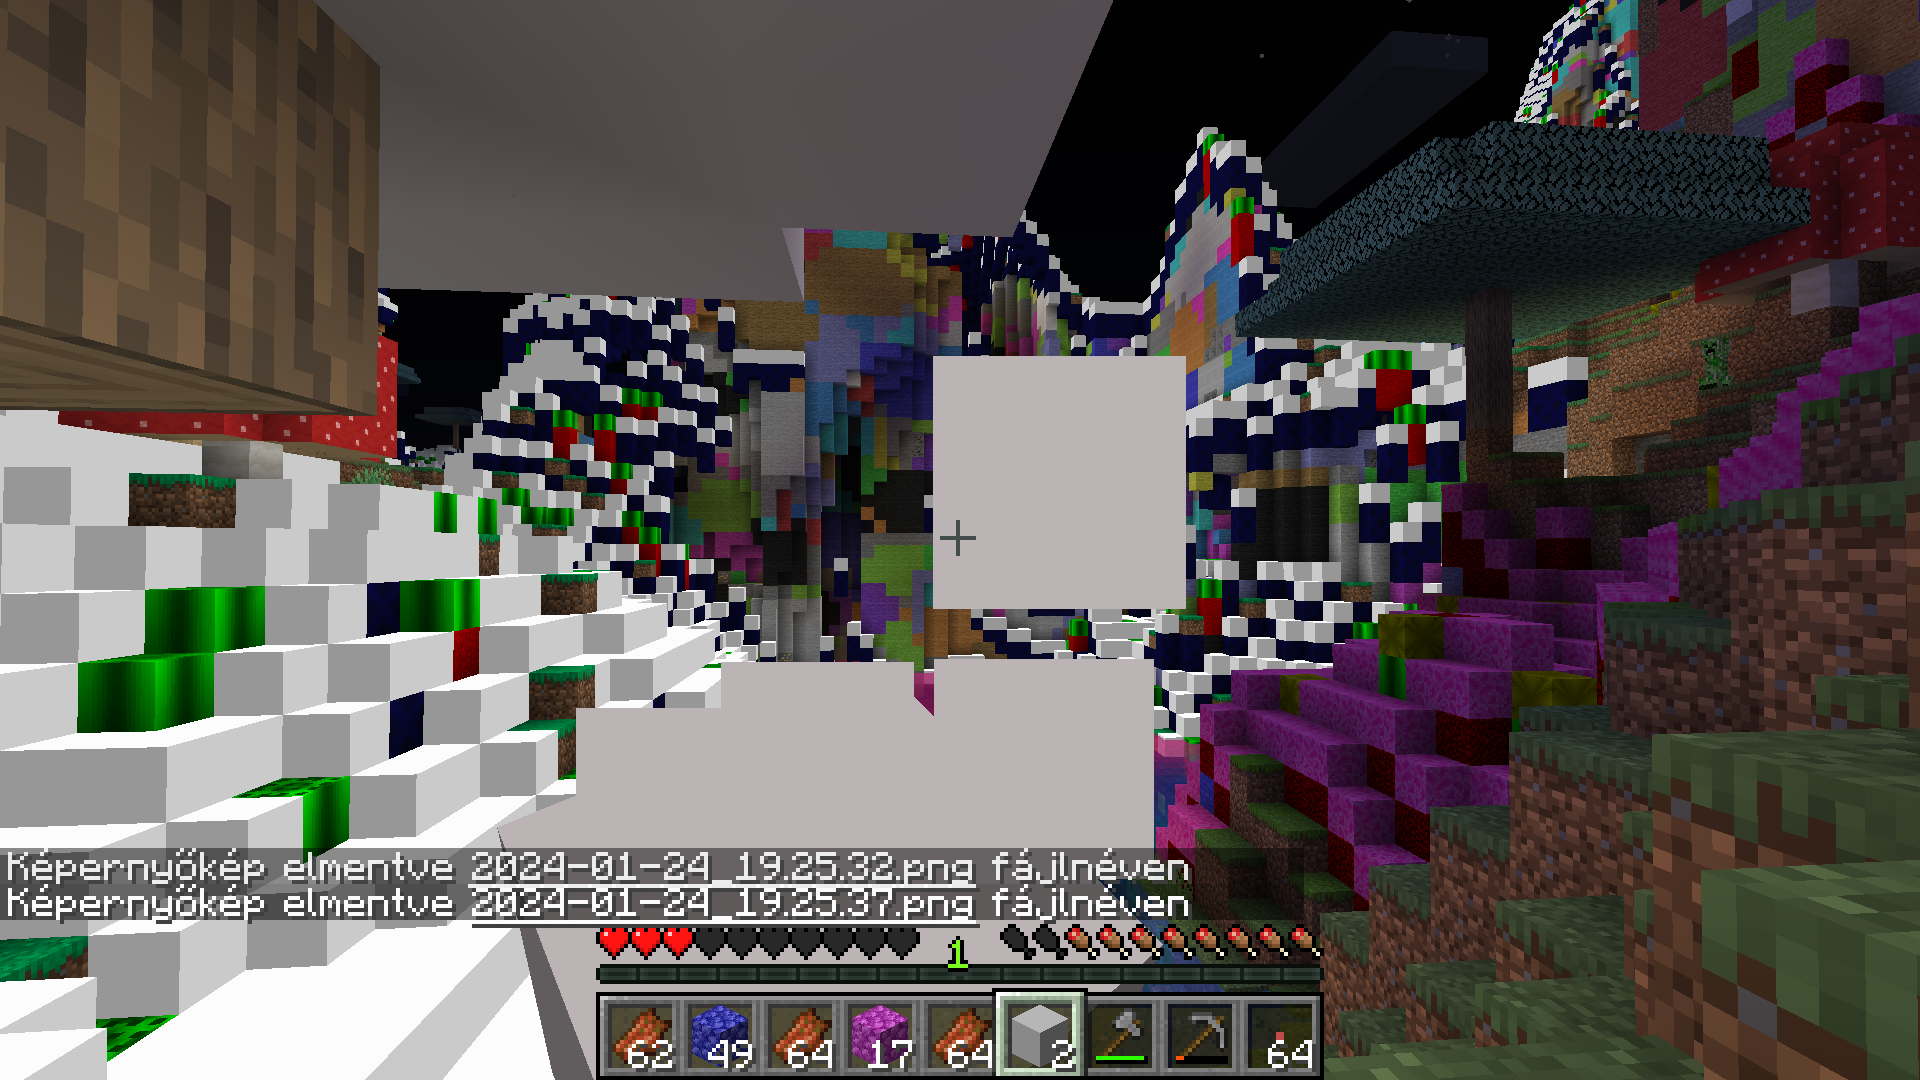 Képernyőkép elmentve 2024-01-24_19.25.32.png fájlnéven
Képernyőkép elmentve 2024-01-24_19.25.37.png fájlnéven
1
62 49 64 17 64 2 64